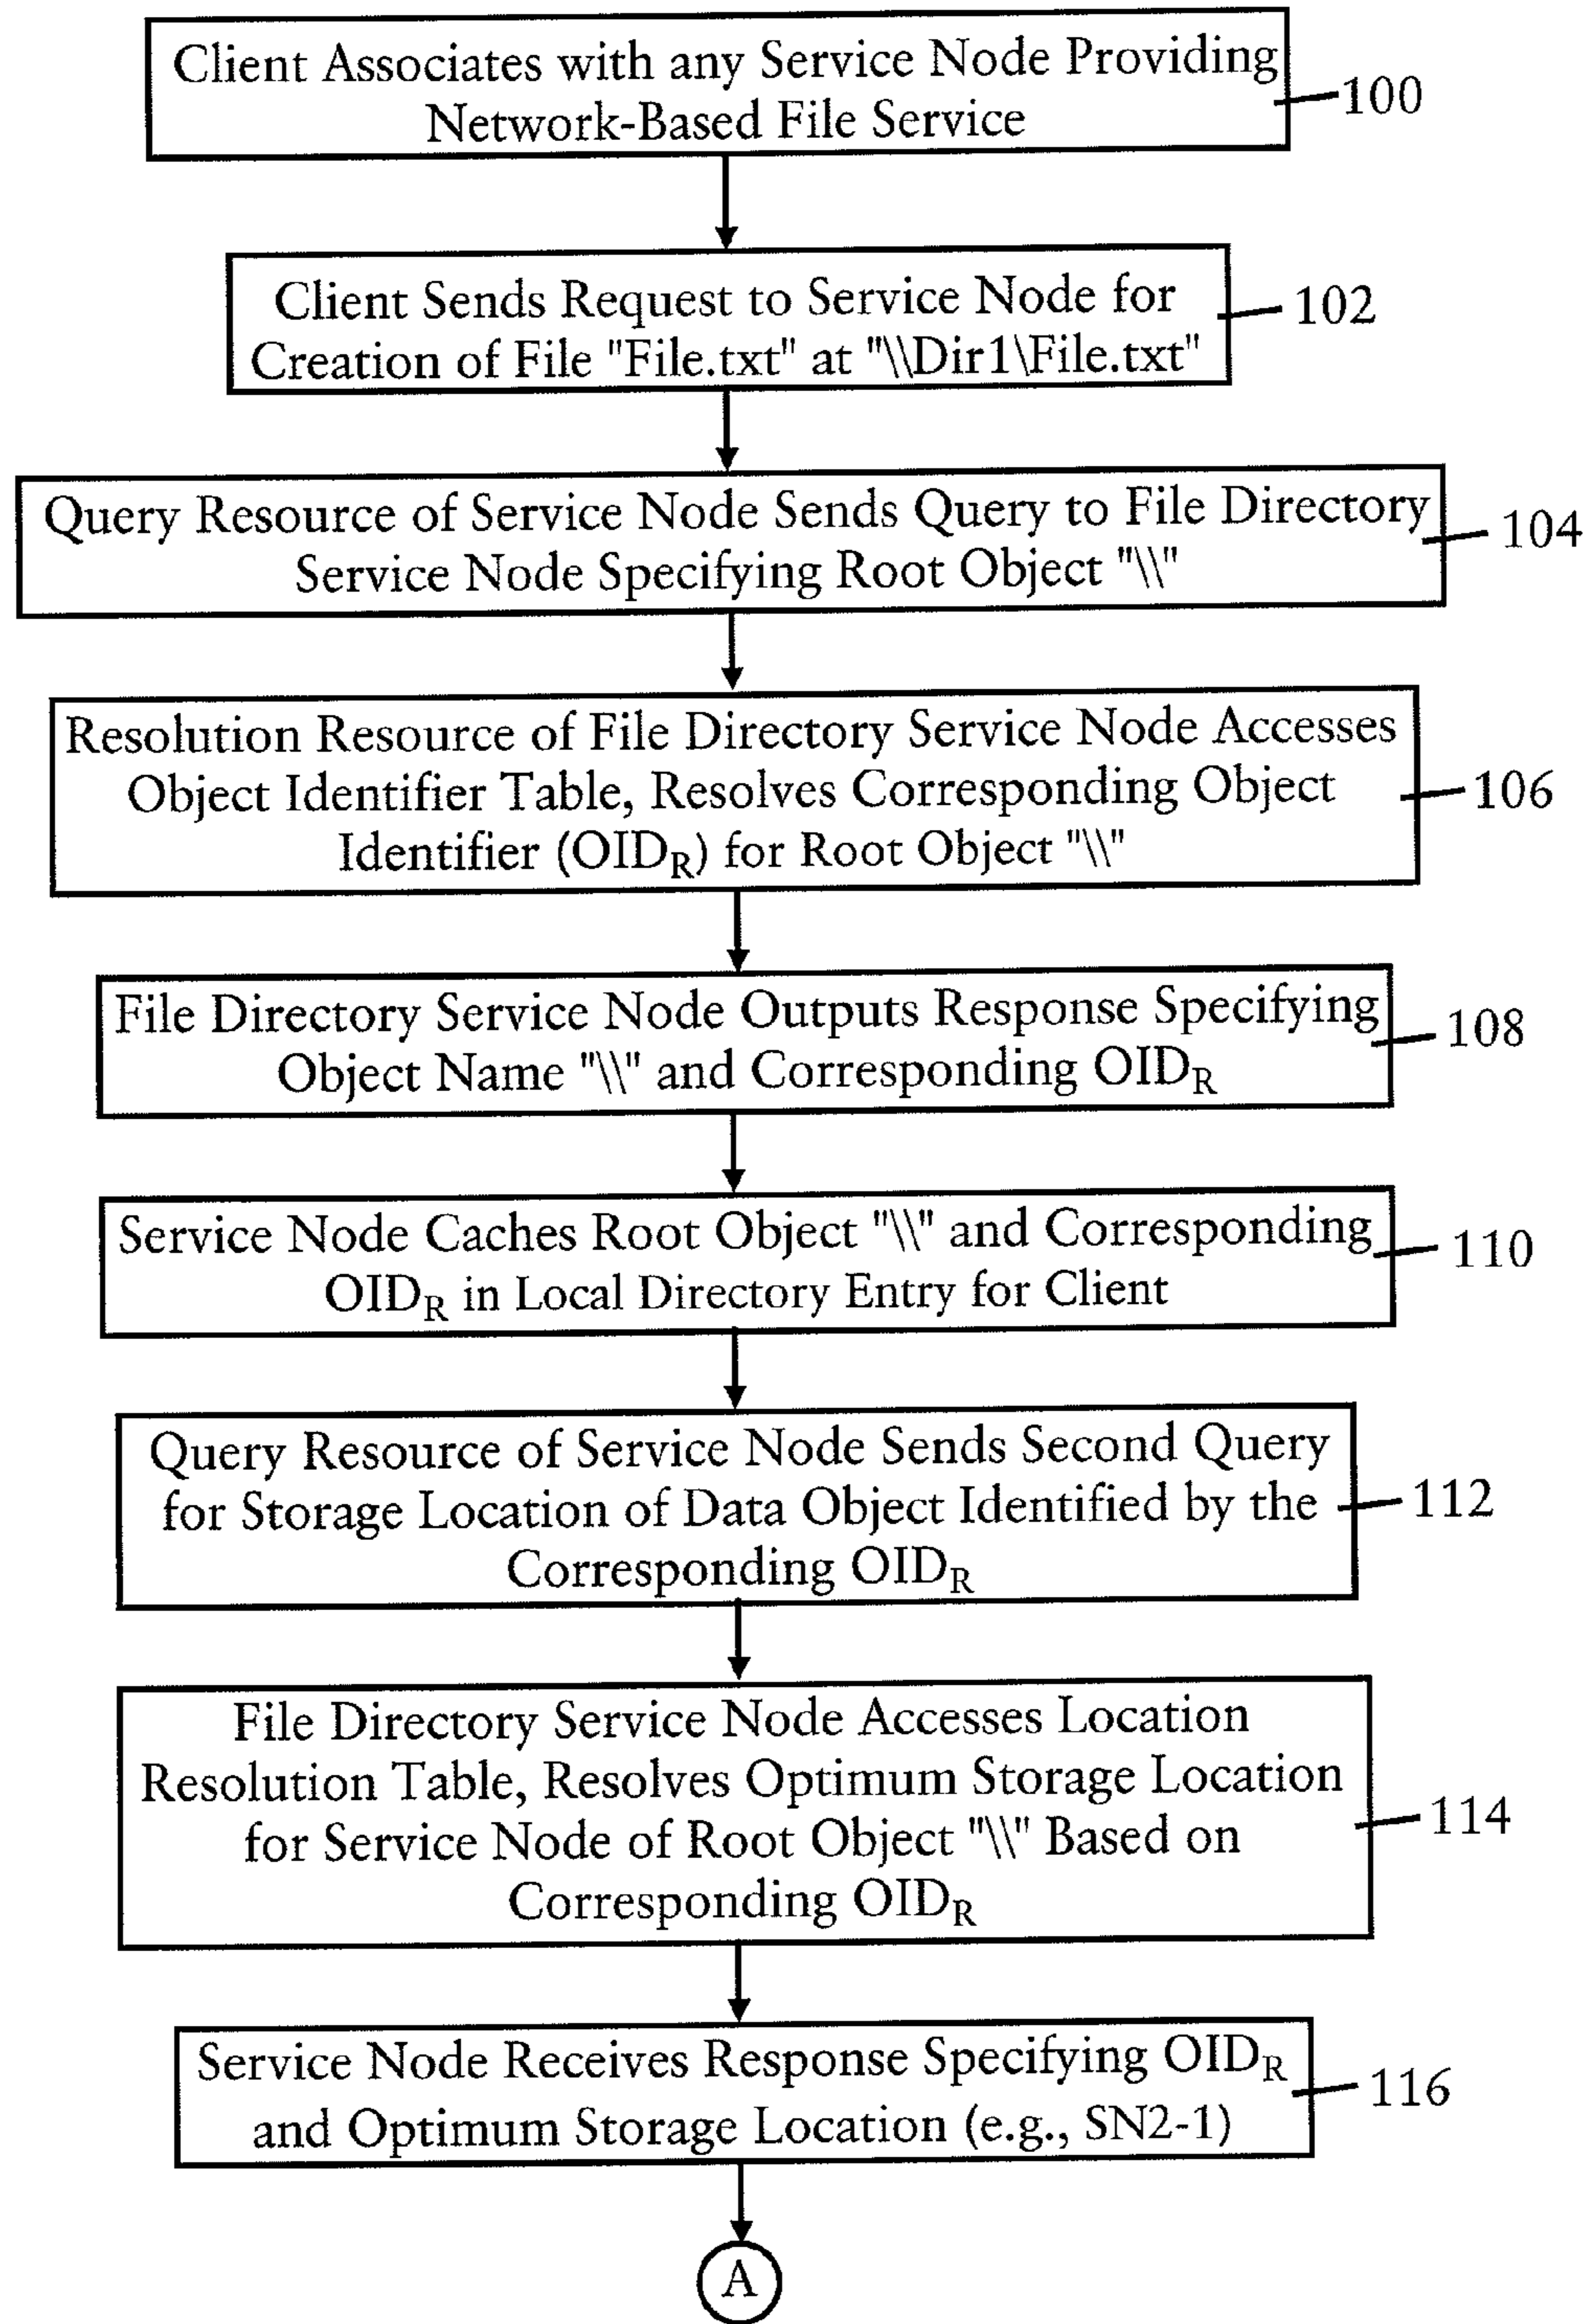 Client Associates with any Service Node Providing
Network-Based File Service
100
Client Sends Request to Service Node for
Creation of File "File.txt" at "\\Dir1\File.txt"
102
Query Resource of Service Node Sends Query to File Directory
Service Node Specifying Root Object "\\"
104
Resolution Resource of File Directory Service Node Accesses
Object Identifier Table, Resolves Corresponding Object
Identifier (OIDR) for Root Object "\\"
106
File Directory Service Node Outputs Response Specifying
Object Name "\\" and Corresponding OIDR
108
Service Node Caches Root Object "\\" and Corresponding
OIDR in Local Directory Entry for Client
110
Query Resource of Service Node Sends Second Query
for Storage Location of Data Object Identified by the
Corresponding OIDR
112
File Directory Service Node Accesses Location
Resolution Table, Resolves Optimum Storage Location
for Service Node of Root Object "\\" Based on
Corresponding OIDR
114
Service Node Receives Response Specifying OIDR
and Optimum Storage Location (e.g., SN2-1)
116
A